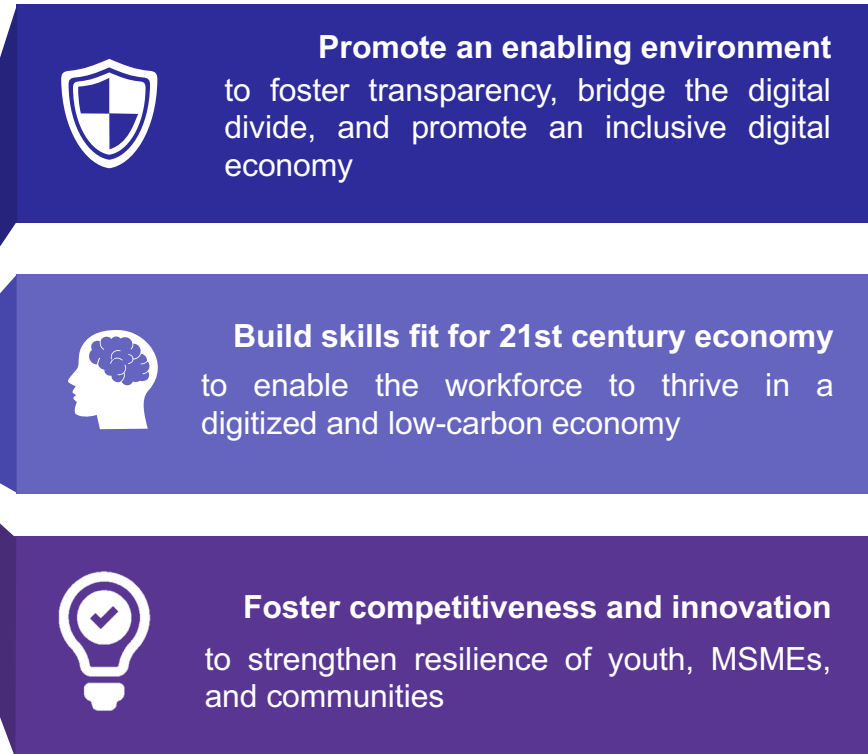 Promote an enabling environment
to foster transparency, bridge the digital
divide, and promote an inclusive digital
economy
Build skills fit for 21st century economy
to enable the workforce to thrive in a
digitized and low-carbon economy
Foster competitiveness and innovation
to strengthen resilience of youth, MSMEs,
and communities